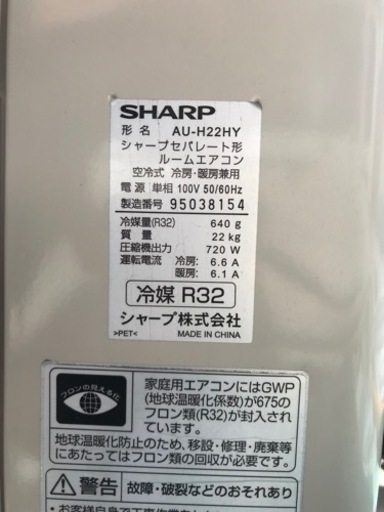 SHARP
形 名 AU-H22HY
シャープセパレート形
ルームエアコン
空冷式 冷房・暖房兼用
電 源 単相 100V 50/60Hz
製造番号 95038154
冷媒量(R32) 640 g
質 量 22 kg
圧縮機出力 720 W
運転電流 冷房: 6.6 A
暖房: 6.1 A
冷媒 R32
シャープ株式会社
>PET< MADE IN CHINA
フロンの見える化
家庭用エアコンにはGWP
(地球温暖化係数)が675の
フロン類(R32)が封入され
ています。
地球温暖化防止のため、移設・修理・廃棄等
にあたってはフロン類の回収が必要です。
警告 故障・破裂などのおそれあり